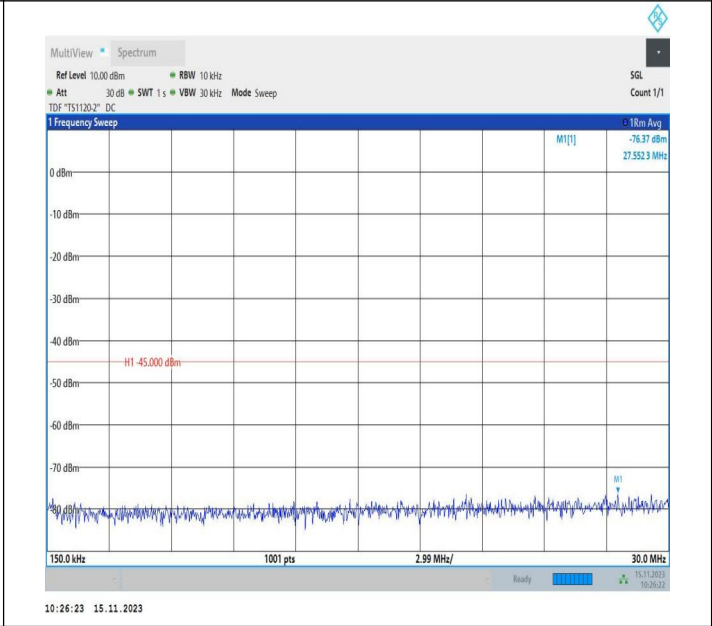 R&S
MultiView Spectrum
Ref Level 10.00 dBm RBW 10 kHz SGL
Att 30 dB SWT 1 s VBW 30 kHz Mode Sweep Count 1/1
TDF "TS1120-2" DC
1 Frequency Sweep 1Rm Avg
M1[1] -76.37 dBm
27.552 3 MHz
0 dBm
-10 dBm
-20 dBm
-30 dBm
-40 dBm
H1 -45.000 dBm
-50 dBm
-60 dBm
-70 dBm
M1
-80 dBm
150.0 kHz 1001 pts 2.99 MHz/ 30.0 MHz
Ready 15.11.2023
10:26:22
10:26:23 15.11.2023